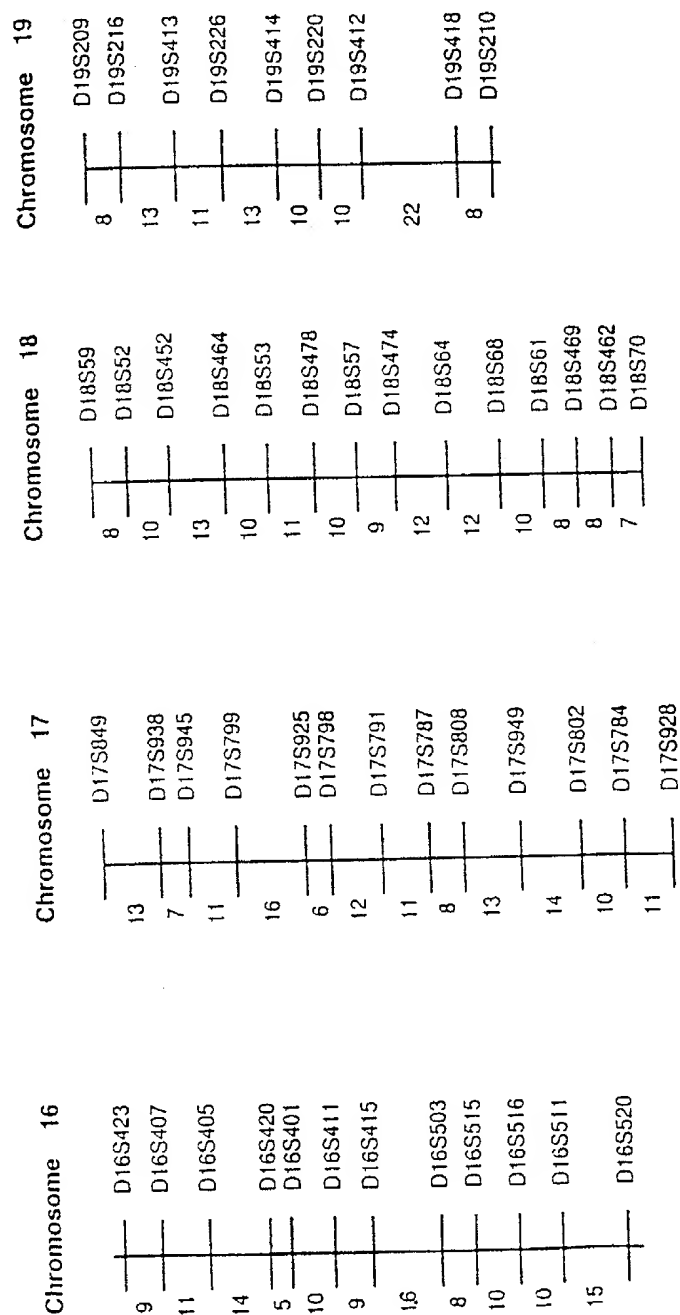 Chromosome 16
D16S423
9
D16S407
11
D16S405
14
D16S420
5
D16S401
10
D16S411
9
D16S415
16
D16S503
8
D16S515
10
D16S516
10
D16S511
15
D16S520
Chromosome 17
D17S849
13
D17S938
7
D17S945
11
D17S799
16
D17S925
6
D17S798
12
D17S791
11
D17S787
8
D17S808
13
D17S949
14
D17S802
10
D17S784
11
D17S928
Chromosome 18
D18S59
8
D18S52
10
D18S452
13
D18S464
10
D18S53
11
D18S478
10
D18S57
9
D18S474
12
D18S64
12
D18S68
10
D18S61
8
D18S469
8
D18S462
7
D18S70
Chromosome 19
D19S209
8
D19S216
13
D19S413
11
D19S226
13
D19S414
10
D19S220
10
D19S412
22
D19S418
8
D19S210